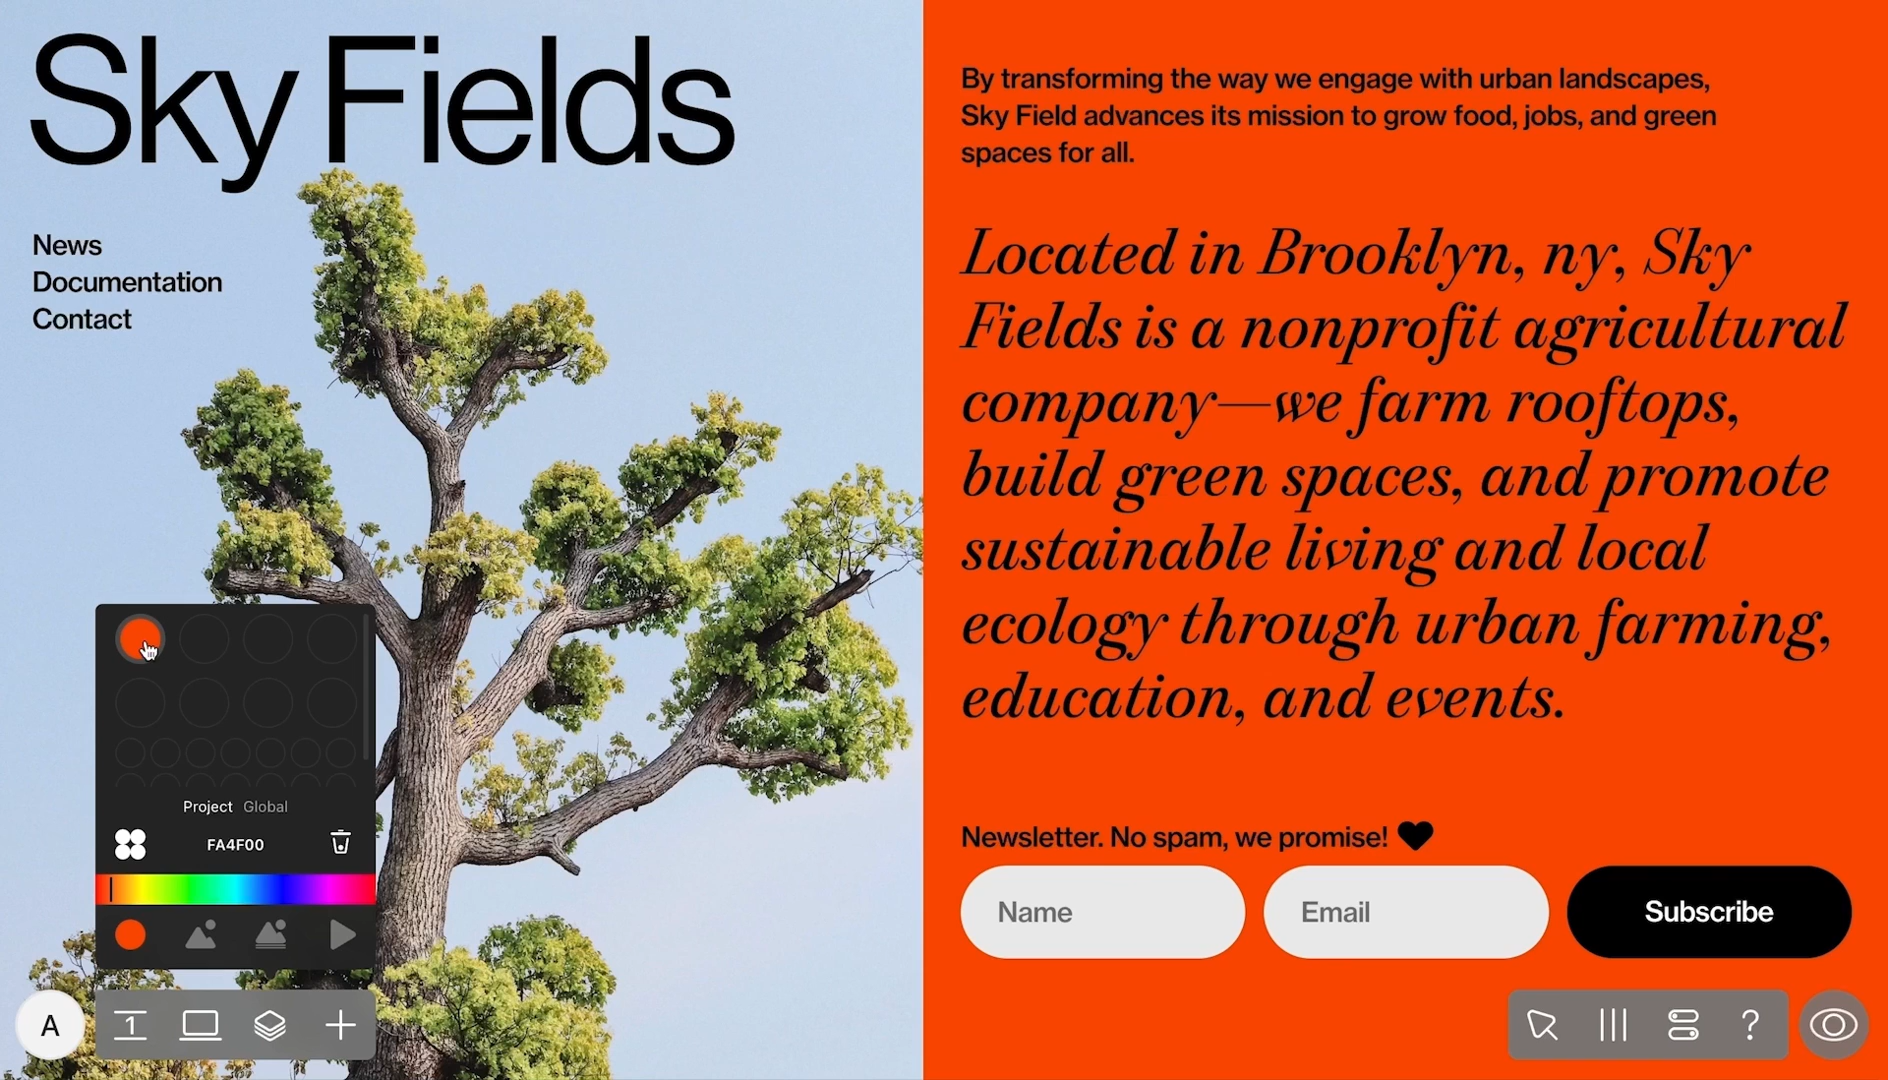 Sky Fields
News
Documentation
Contact
By transforming the way we engage with urban landscapes,
Sky Field advances its mission to grow food, jobs, and green
spaces for all.
Located in Brooklyn, ny, Sky
Fields is a nonprofit agricultural
company—we farm rooftops,
build green spaces, and promote
sustainable living and local
ecology through urban farming,
education, and events.
Newsletter. No spam, we promise! 🖤
Name Email Subscribe
Project Global
FA4F00
A 1 ?